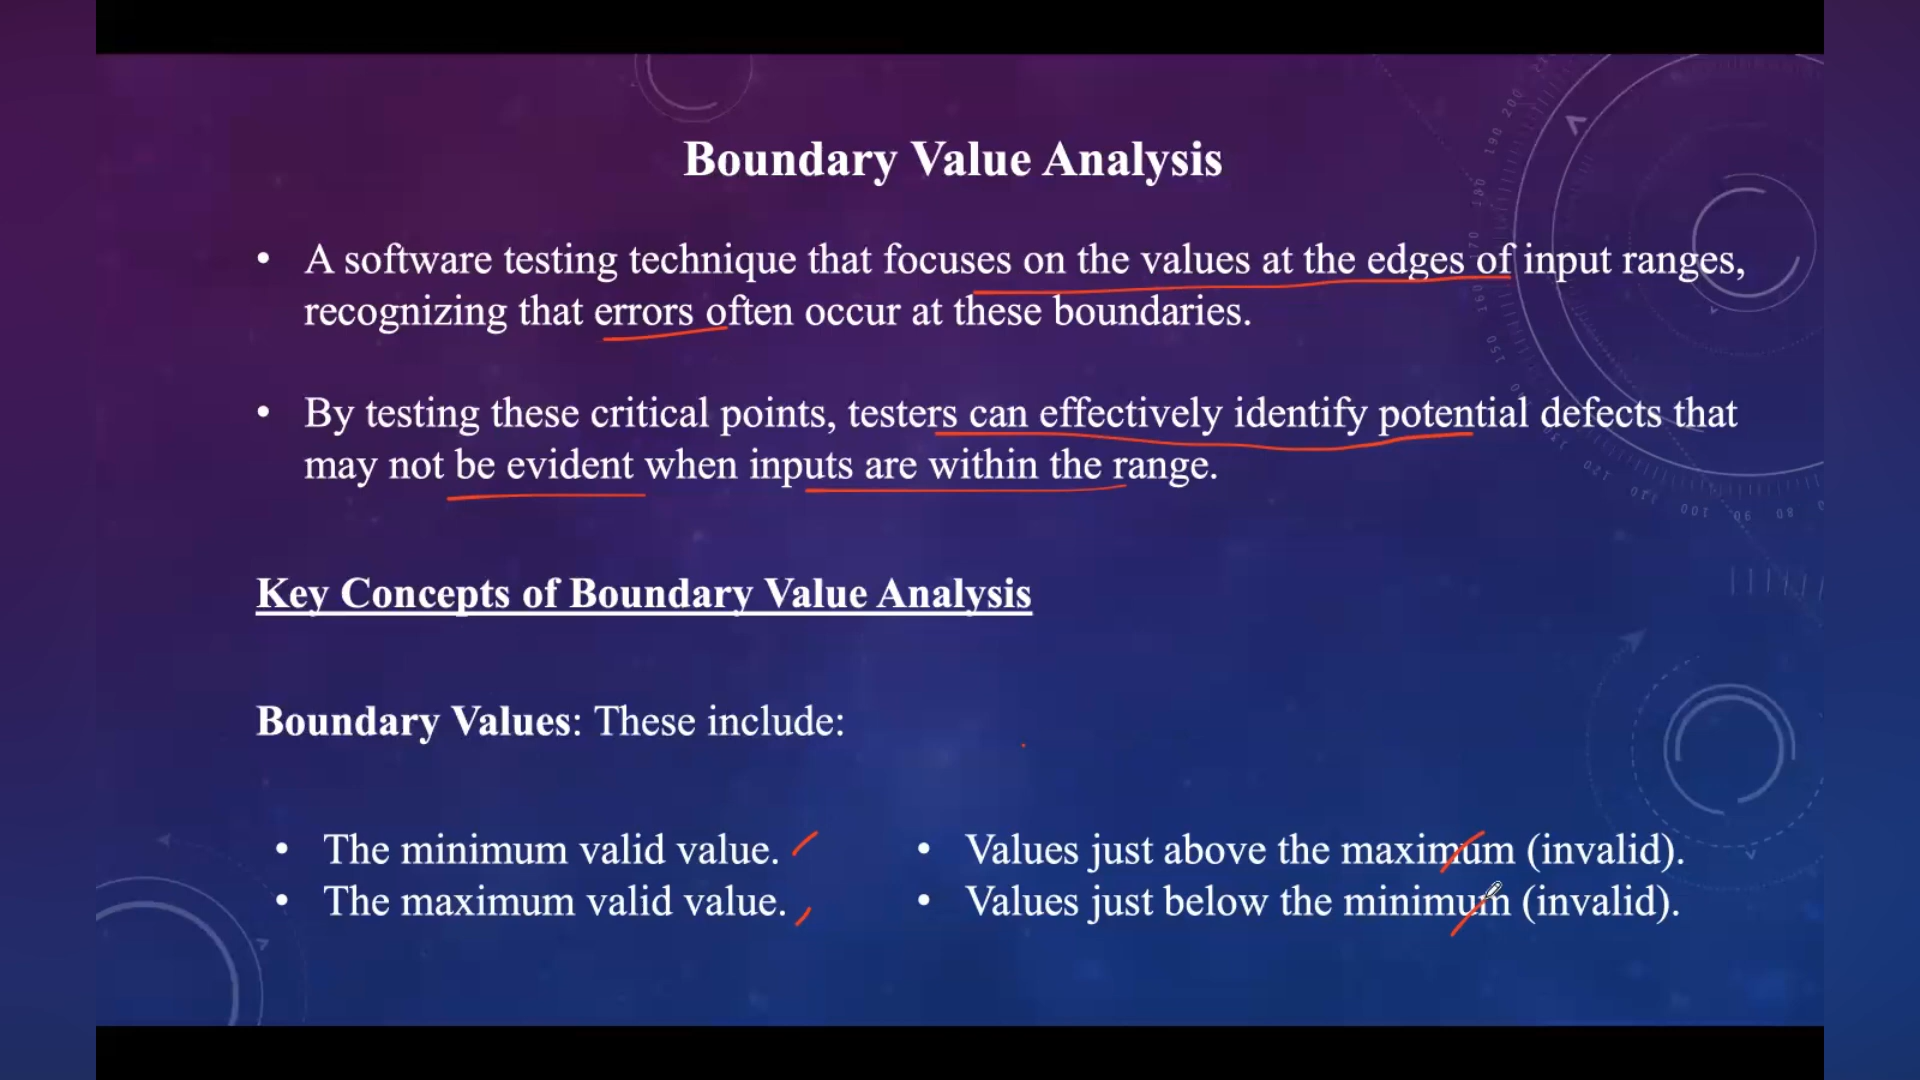 Boundary Value Analysis
• A software testing technique that focuses on the values at the edges of input ranges,
recognizing that errors often occur at these boundaries.
• By testing these critical points, testers can effectively identify potential defects that
may not be evident when inputs are within the range.
Key Concepts of Boundary Value Analysis
Boundary Values: These include:
• The minimum valid value.
• The maximum valid value.
• Values just above the maximum (invalid).
• Values just below the minimum (invalid).